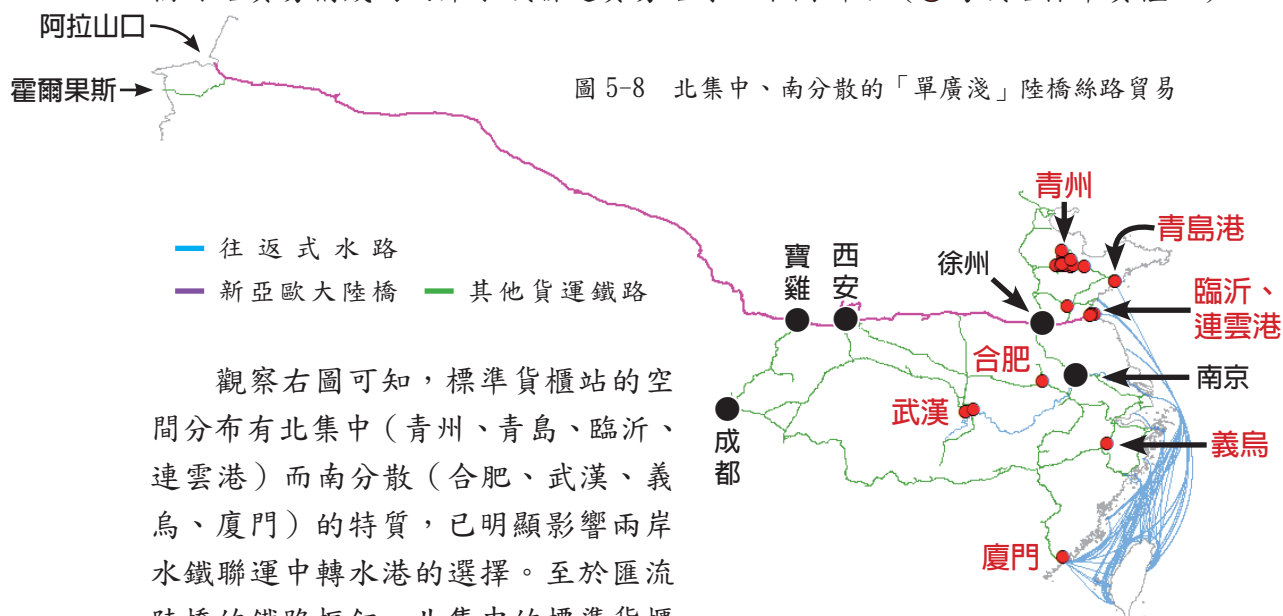 阿拉山口
霍爾果斯
圖 5-8 北集中、南分散的「單廣淺」陸橋絲路貿易
青州
青島港
往返式水路
新亞歐大陸橋
其他貨運鐵路
寶雞
西安
徐州
臨沂、
連雲港
合肥
南京
武漢
成都
義烏
廈門
觀察右圖可知，標準貨櫃站的空
間分布有北集中（青州、青島、臨沂、
連雲港）而南分散（合肥、武漢、義
烏、廈門）的特質，已明顯影響兩岸
水鐵聯運中轉水港的選擇。至於匯流